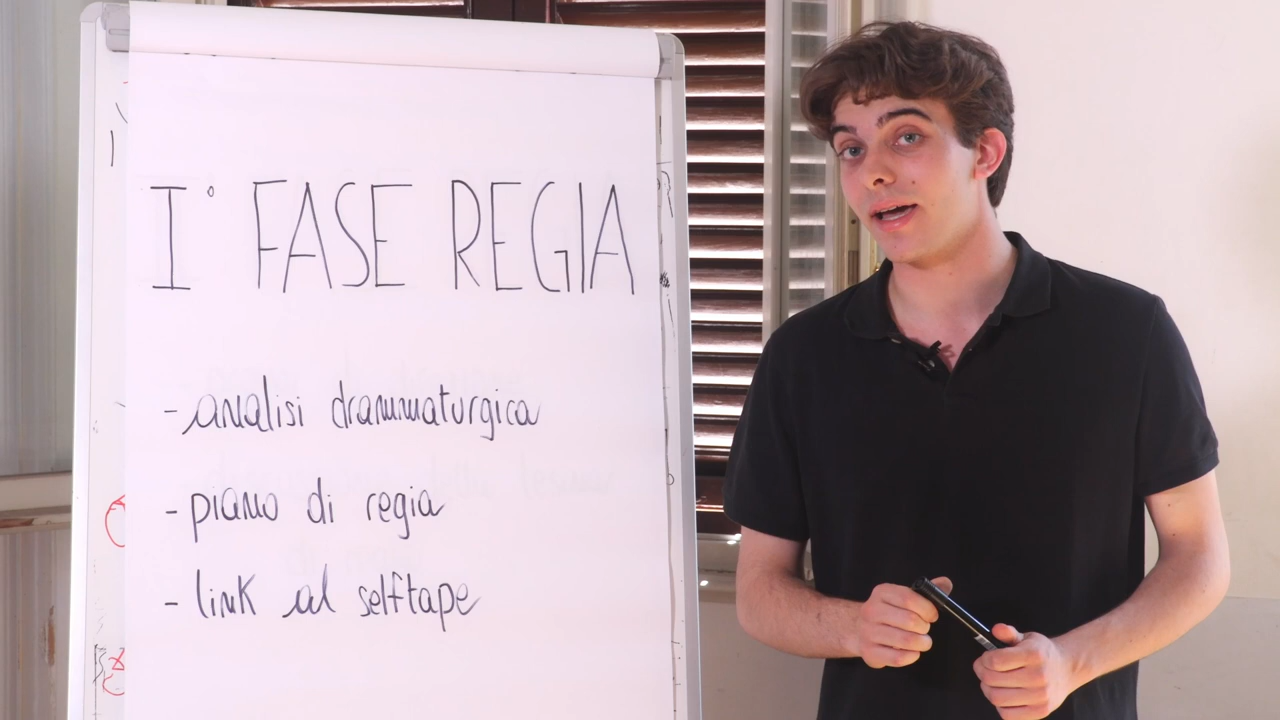 I° FASE REGIA
- analisi drammaturgica
- piano di regia
- link al selftape